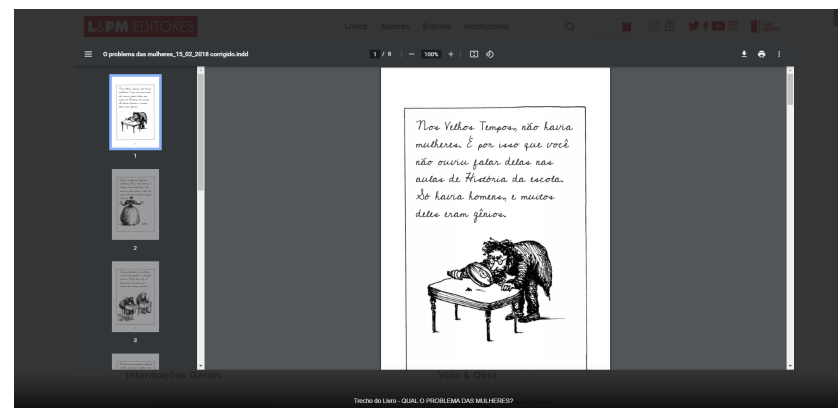 L&PM EDITORES
Livros Autores Explore Institucional
O problema das mulheres_15_02_2018 corrigido.indd
1 / 8
100%
Nos Velhos Tempos, não havia
mulheres. É por isso que você
não ouviu falar delas nas
aulas de História da escola.
Só havia homens, e muitos
deles eram gênios.
1
2
3
Informações Gerais
Vida & Obra
Trecho do Livro - QUAL O PROBLEMA DAS MULHERES?